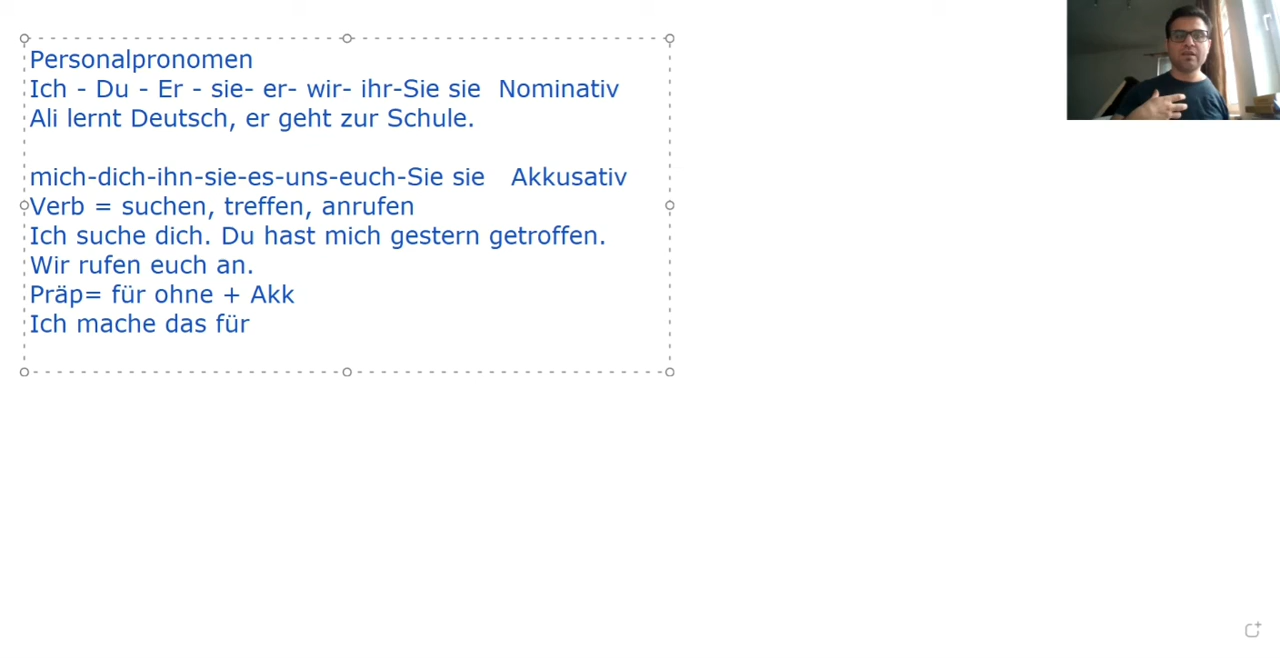 Personalpronomen
Ich - Du - Er - sie- er- wir- ihr-Sie sie  Nominativ
Ali lernt Deutsch, er geht zur Schule.
mich-dich-ihn-sie-es-uns-euch-Sie sie   Akkusativ
Verb = suchen, treffen, anrufen
Ich suche dich. Du hast mich gestern getroffen.
Wir rufen euch an.
Präp= für ohne + Akk
Ich mache das für